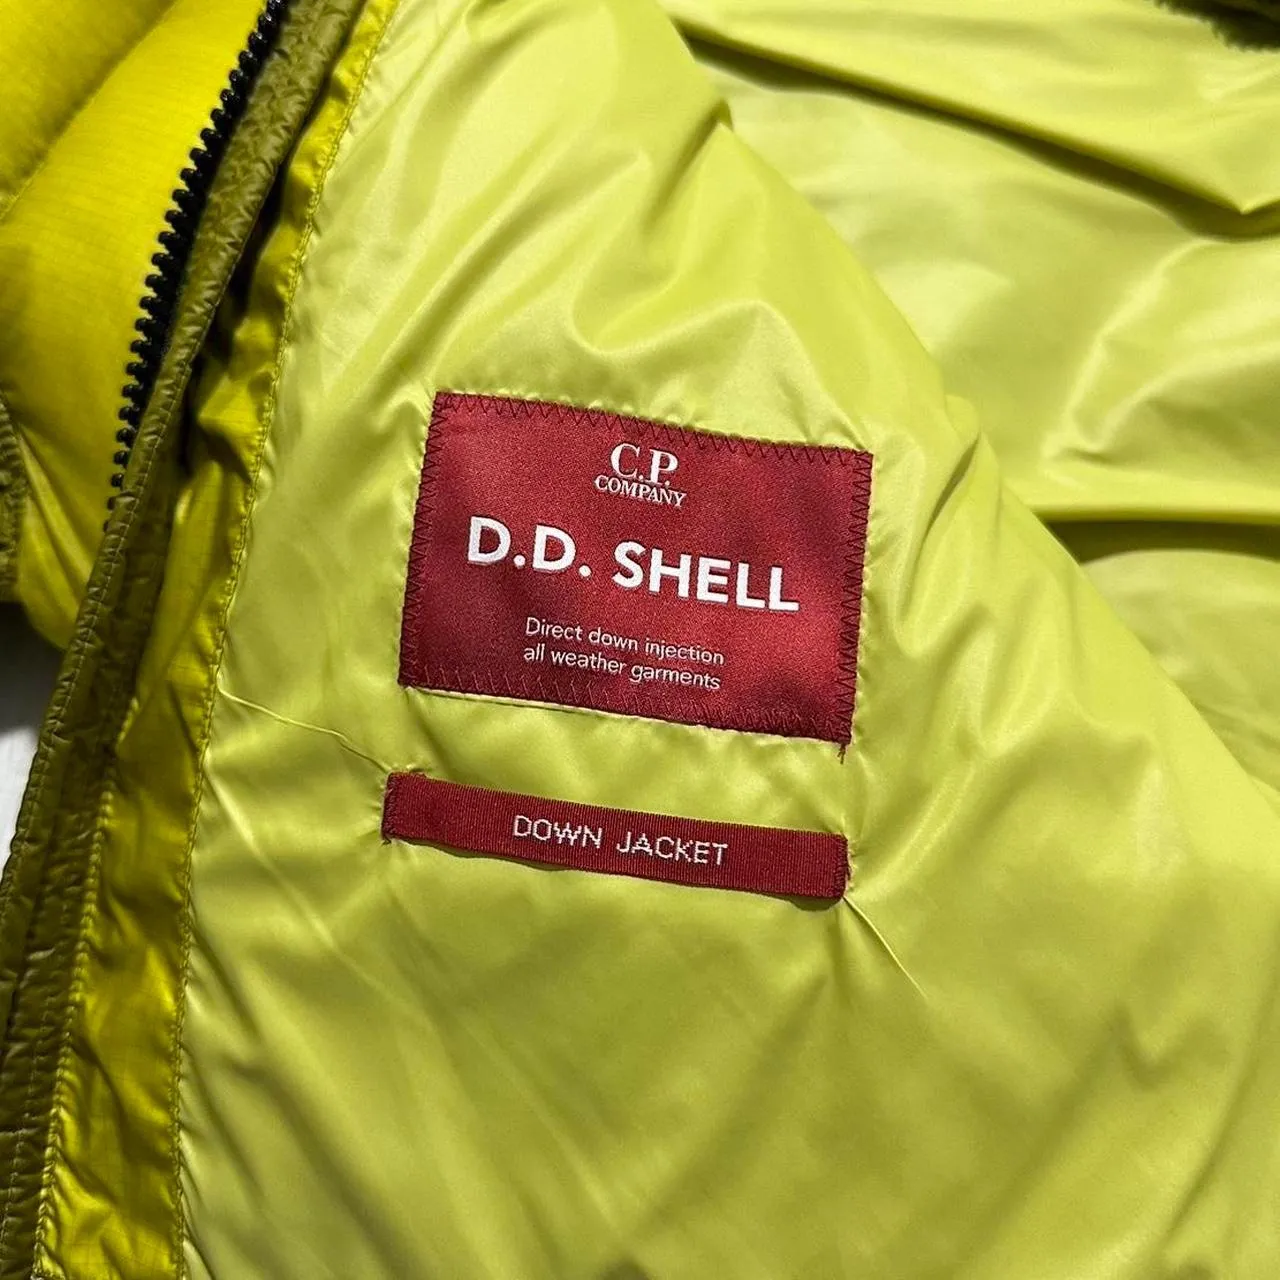 C.P.
COMPANY
D.D. SHELL
Direct down injection
all weather garments
DOWN JACKET